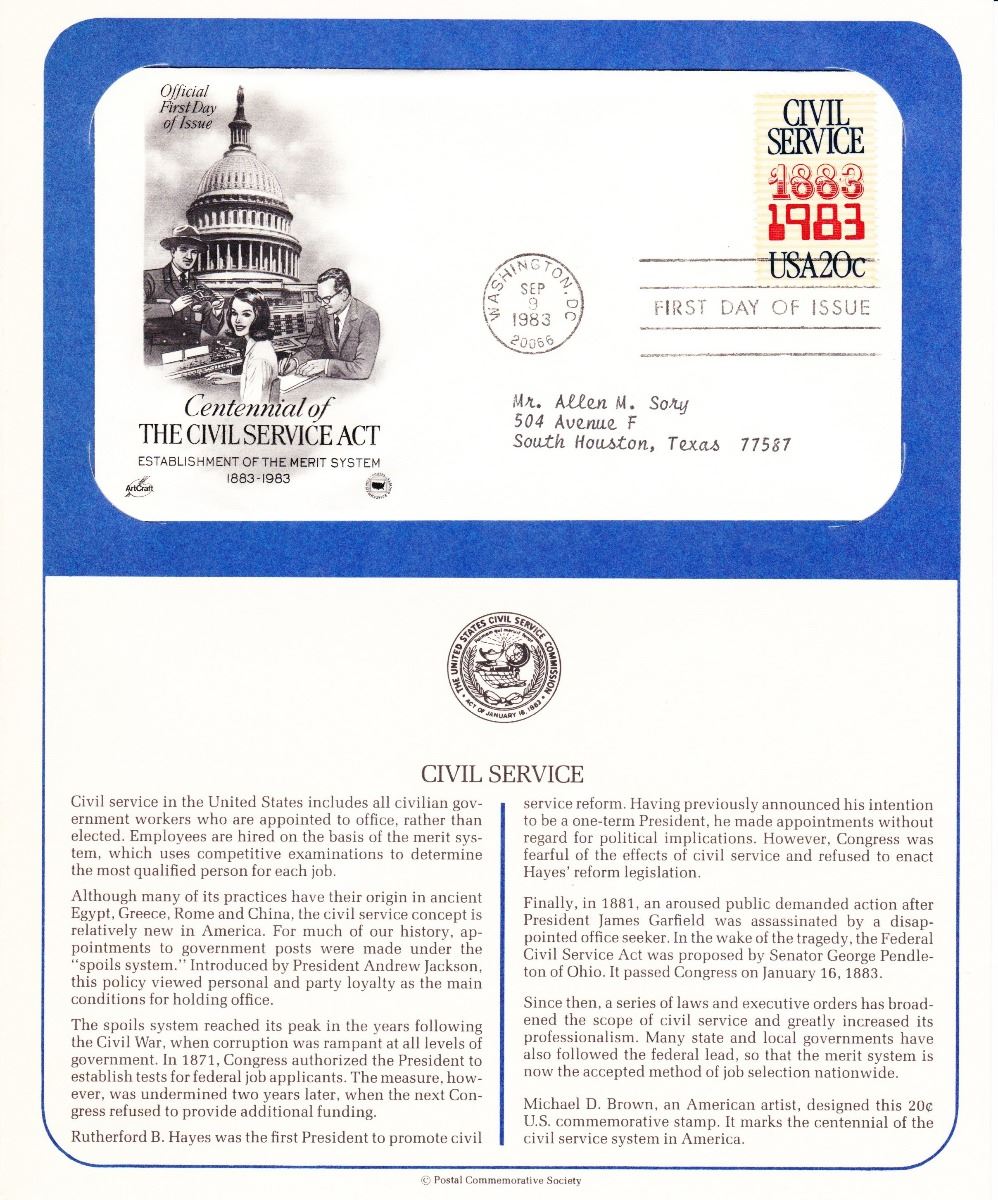 Official
First Day
of Issue
CIVIL
SERVICE
1883
1983
USA20c
WASHINGTON, DC
SEP
9
1983
20066
FIRST DAY OF ISSUE
Mr. Allen M. Sory
504 Avenue F
South Houston, Texas 77587
Centennial of
THE CIVIL SERVICE ACT
ESTABLISHMENT OF THE MERIT SYSTEM
1883-1983
ArtCraft
THE UNITED STATES CIVIL SERVICE COMMISSION
• ACT OF JANUARY 16, 1883 •
CIVIL SERVICE
Civil service in the United States includes all civilian gov-
ernment workers who are appointed to office, rather than
elected. Employees are hired on the basis of the merit sys-
tem, which uses competitive examinations to determine
the most qualified person for each job.
Although many of its practices have their origin in ancient
Egypt, Greece, Rome and China, the civil service concept is
relatively new in America. For much of our history, ap-
pointments to government posts were made under the
“spoils system.” Introduced by President Andrew Jackson,
this policy viewed personal and party loyalty as the main
conditions for holding office.
The spoils system reached its peak in the years following
the Civil War, when corruption was rampant at all levels of
government. In 1871, Congress authorized the President to
establish tests for federal job applicants. The measure, how-
ever, was undermined two years later, when the next Con-
gress refused to provide additional funding.
Rutherford B. Hayes was the first President to promote civil
service reform. Having previously announced his intention
to be a one-term President, he made appointments without
regard for political implications. However, Congress was
fearful of the effects of civil service and refused to enact
Hayes’ reform legislation.
Finally, in 1881, an aroused public demanded action after
President James Garfield was assassinated by a disap-
pointed office seeker. In the wake of the tragedy, the Federal
Civil Service Act was proposed by Senator George Pendle-
ton of Ohio. It passed Congress on January 16, 1883.
Since then, a series of laws and executive orders has broad-
ened the scope of civil service and greatly increased its
professionalism. Many state and local governments have
also followed the federal lead, so that the merit system is
now the accepted method of job selection nationwide.
Michael D. Brown, an American artist, designed this 20¢
U.S. commemorative stamp. It marks the centennial of the
civil service system in America.
© Postal Commemorative Society